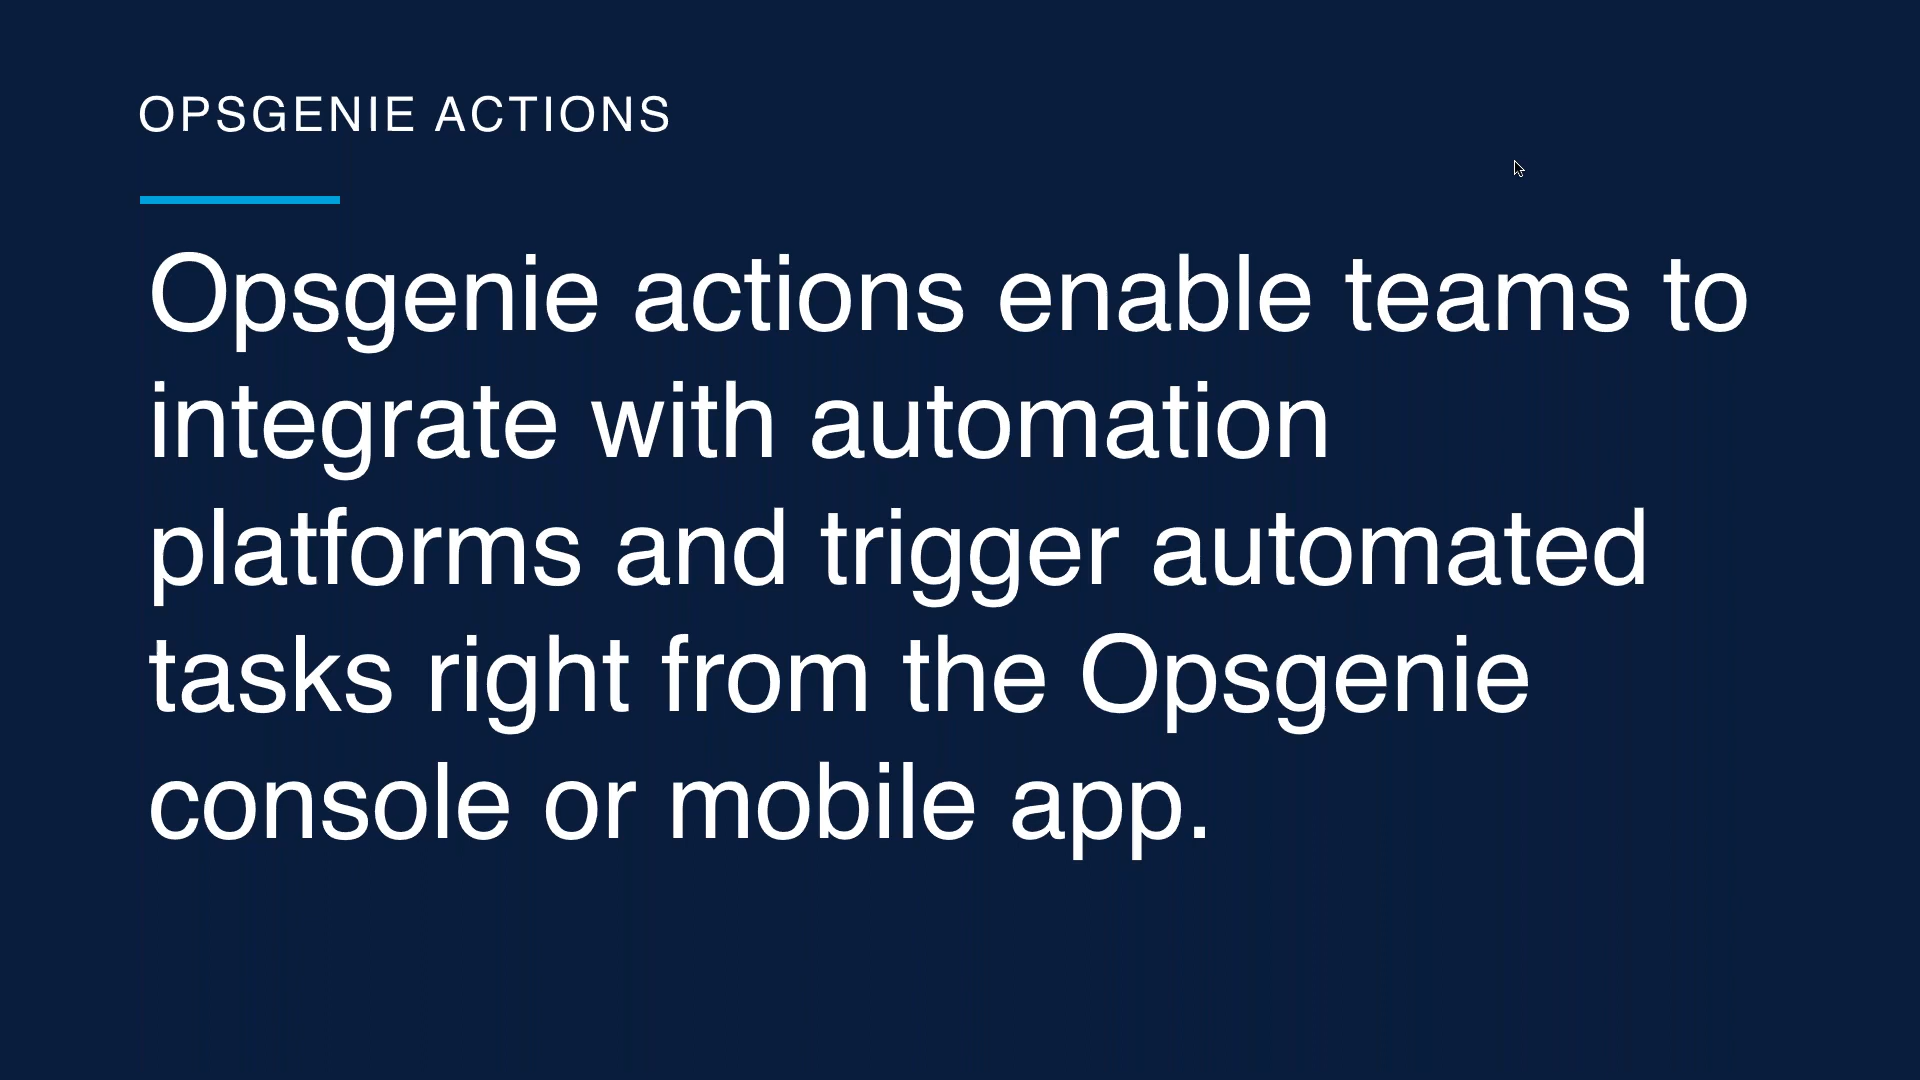 OPSGENIE ACTIONS
Opsgenie actions enable teams to
integrate with automation
platforms and trigger automated
tasks right from the Opsgenie
console or mobile app.